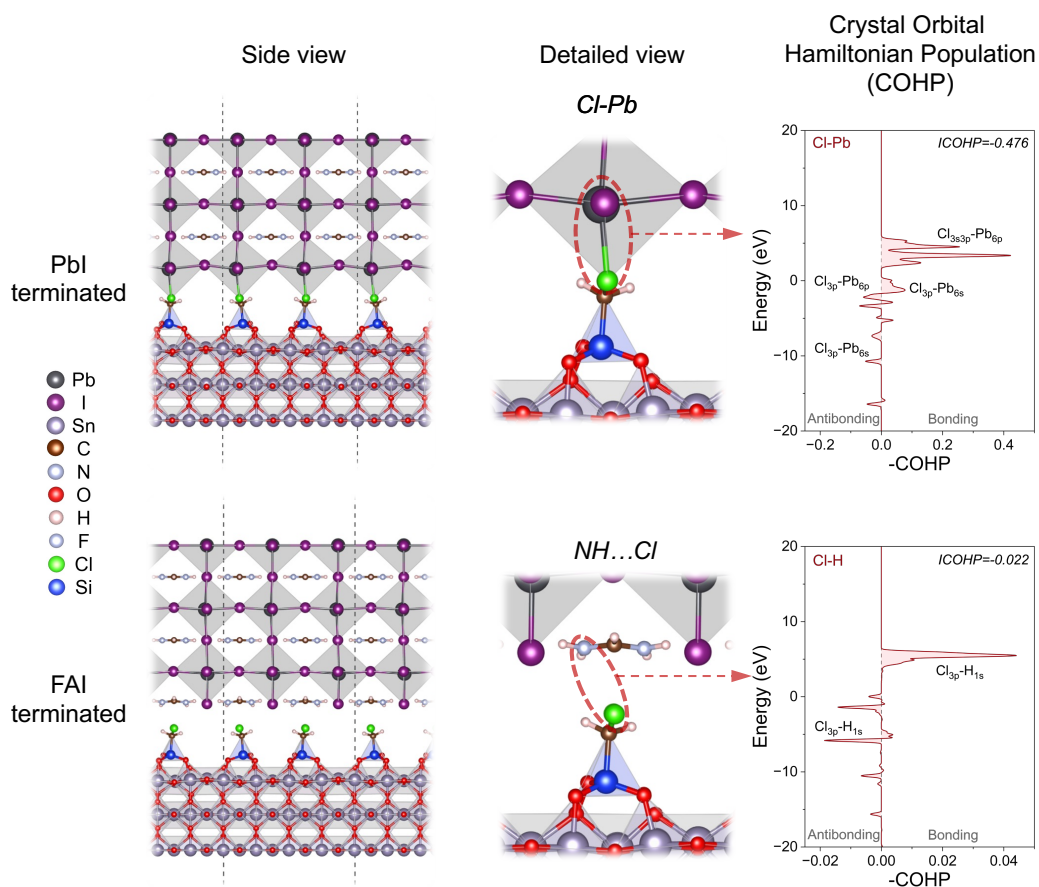 Side view
Detailed view
Crystal Orbital
Hamiltonian Population
(COHP)
Cl-Pb
PbI
terminated
Pb
I
Sn
C
N
O
H
F
Cl
Si
20
10
0
−10
−20
Energy (eV)
Cl-Pb
ICOHP=-0.476
Cl3s3p-Pb6p
Cl3p-Pb6p
Cl3p-Pb6s
Cl3p-Pb6s
Antibonding
Bonding
−0.2
0.0
0.2
0.4
-COHP
FAI
terminated
NH...Cl
20
10
0
−10
−20
Energy (eV)
Cl-H
ICOHP=-0.022
Cl3p-H1s
Cl3p-H1s
Antibonding
Bonding
−0.02
0.00
0.02
0.04
-COHP